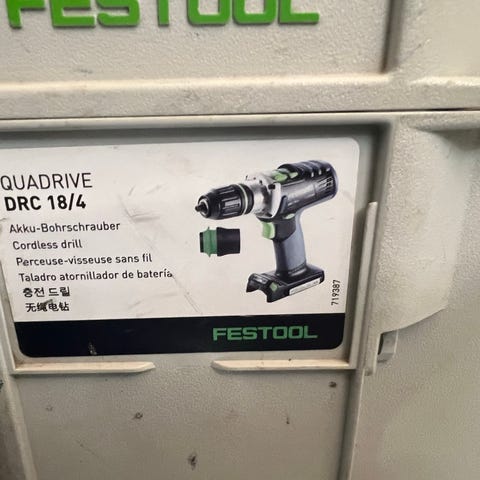 FESTOOL
QUADRIVE
DRC 18/4
Akku-Bohrschrauber
Cordless drill
Perceuse-visseuse sans fil
Taladro atornillador de batería
충전 드릴
无绳电钻
719387
FESTOOL